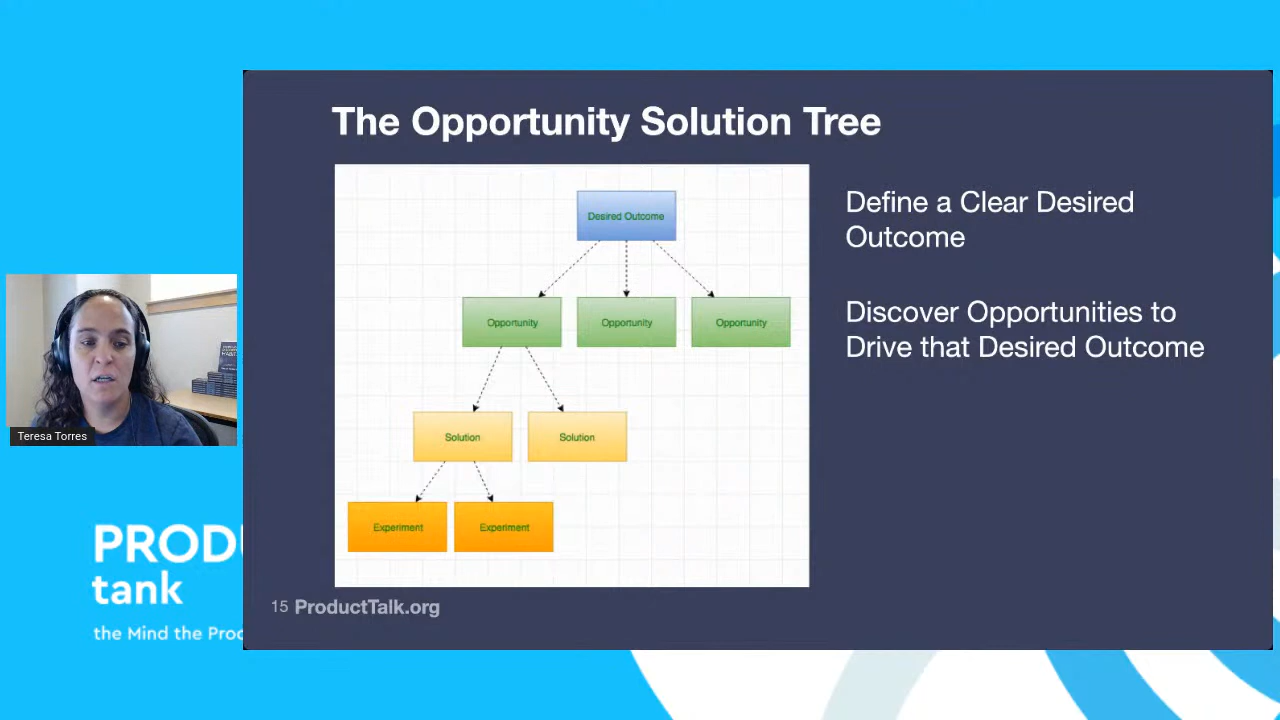 The Opportunity Solution Tree
Desired Outcome
Opportunity
Opportunity
Opportunity
Solution
Solution
Experiment
Experiment
Define a Clear Desired
Outcome
Discover Opportunities to
Drive that Desired Outcome
15 ProductTalk.org
Teresa Torres
PRODU
tank
the Mind the Prod